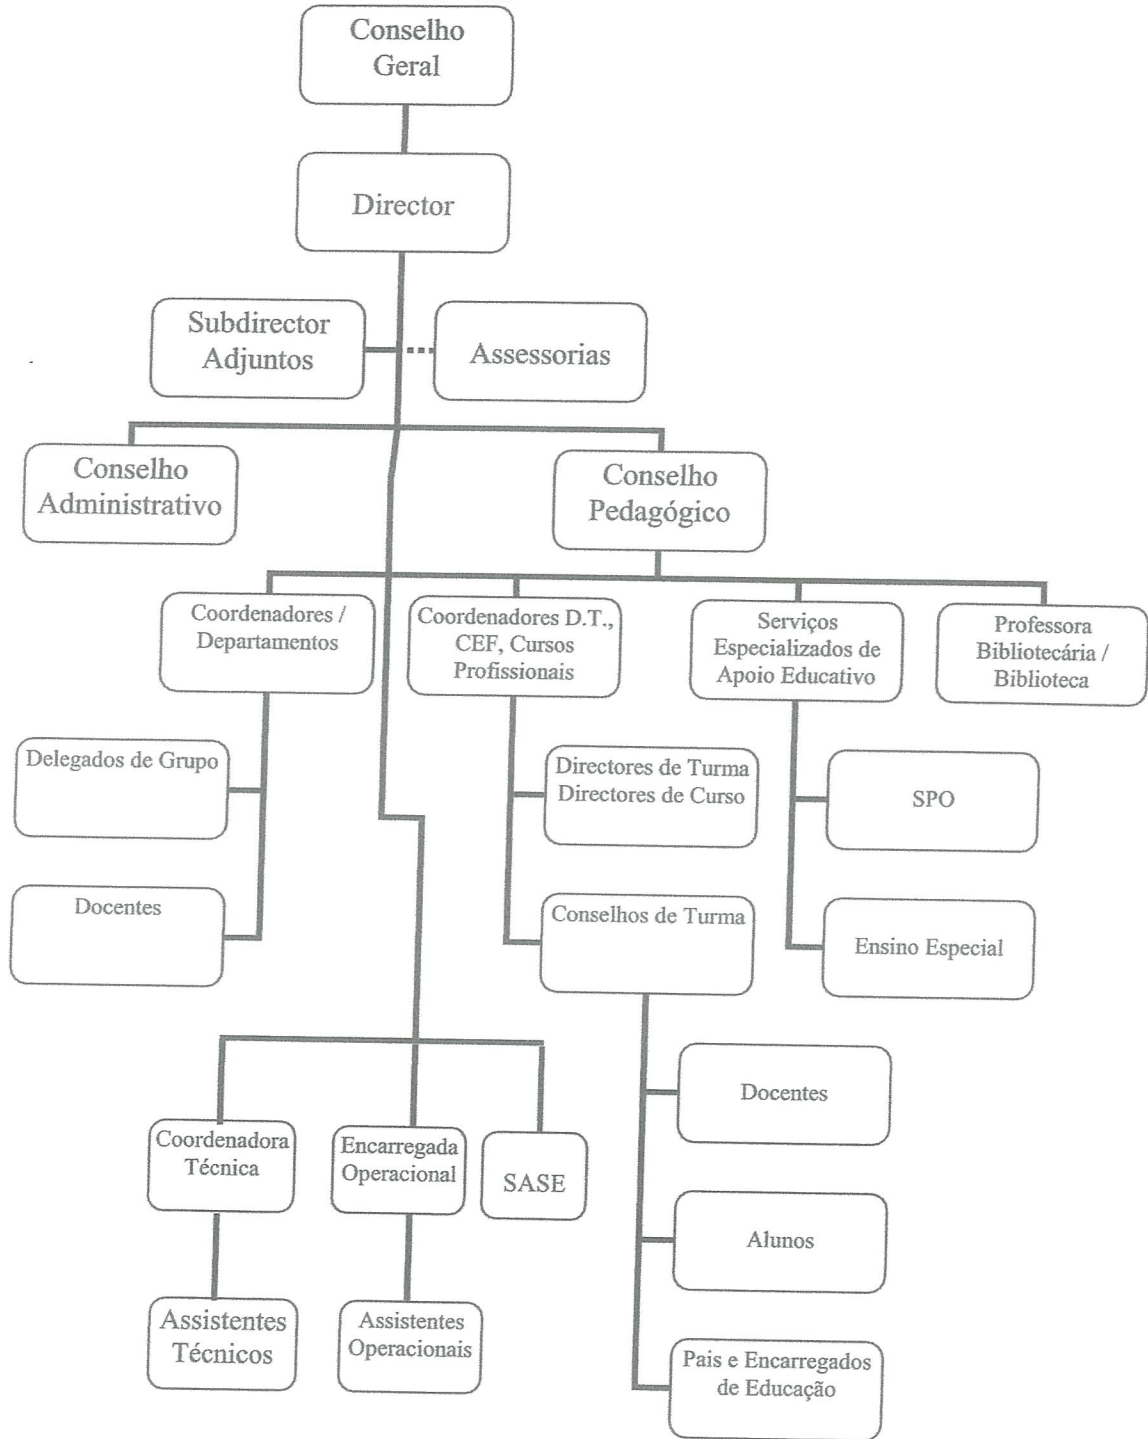 Conselho
Geral
Director
Subdirector
Adjuntos
Assessorias
Conselho
Administrativo
Conselho
Pedagógico
Coordenadores /
Departamentos
Coordenadores D.T.,
CEF, Cursos
Profissionais
Serviços
Especializados de
Apoio Educativo
Professora
Bibliotecária /
Biblioteca
Delegados de Grupo
Directores de Turma
Directores de Curso
SPO
Docentes
Conselhos de Turma
Ensino Especial
Coordenadora
Técnica
Encarregada
Operacional
SASE
Docentes
Alunos
Assistentes
Técnicos
Assistentes
Operacionais
Pais e Encarregados
de Educação